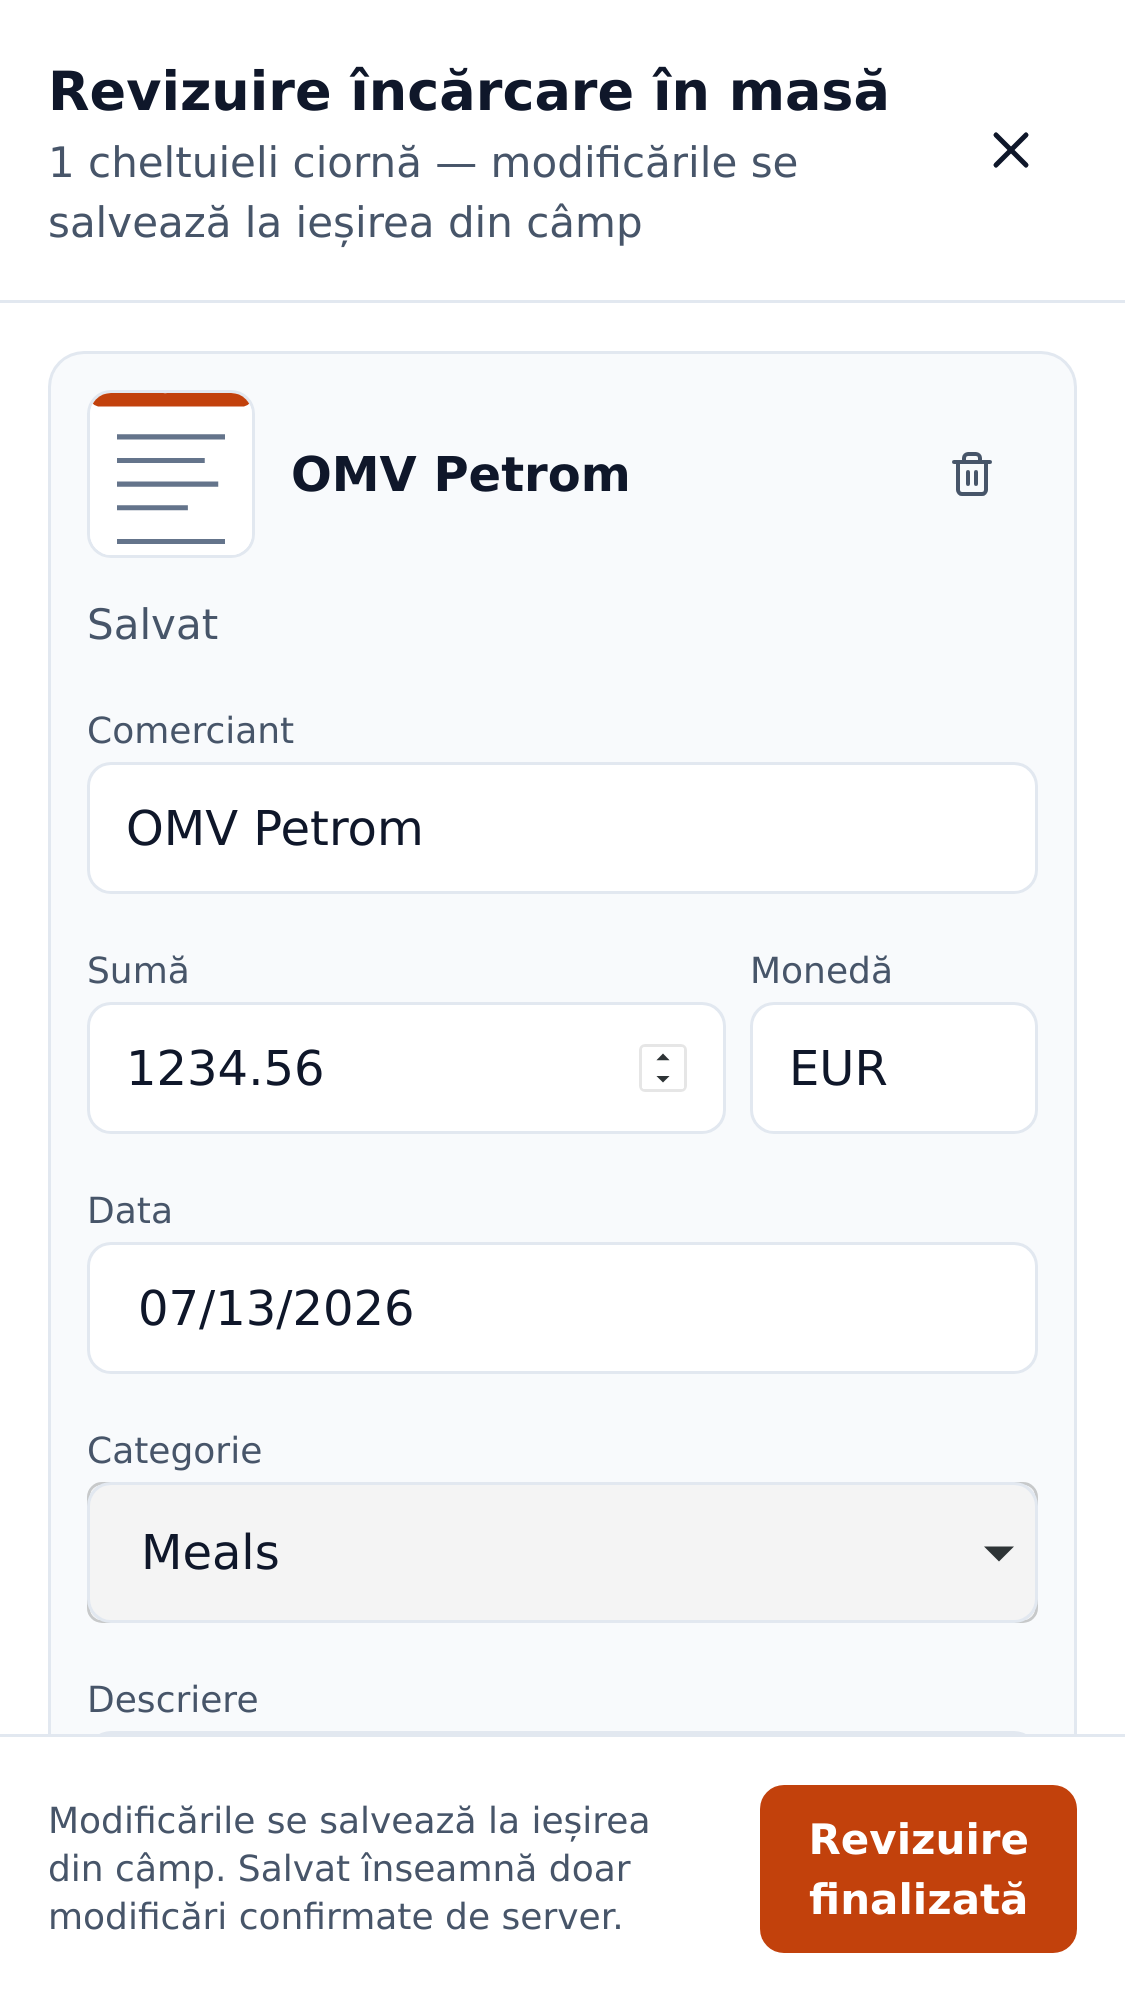 Revizuire încărcare în masă
1 cheltuieli ciornă — modificările se
salvează la ieșirea din câmp
OMV Petrom
Salvat
Comerciant
OMV Petrom
Sumă
Monedă
1234.56
EUR
Data
07/13/2026
Categorie
Meals
Descriere
Modificările se salvează la ieșirea
din câmp. Salvat înseamnă doar
modificări confirmate de server.
Revizuire
finalizată